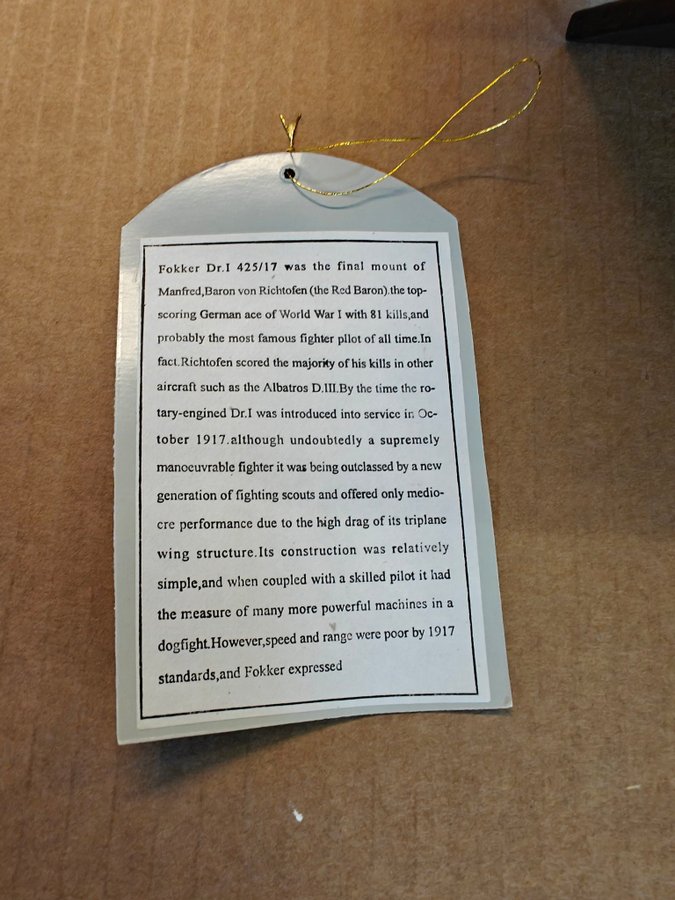 Fokker Dr.I 425/17 was the final mount of
Manfred,Baron von Richtofen (the Red Baron).the top-
scoring German ace of World War I with 81 kills,and
probably the most famous fighter pilot of all time.In
fact.Richtofen scored the majority of his kills in other
aircraft such as the Albatros D.III.By the time the ro-
tary-engined Dr.I was introduced into service in Oc-
tober 1917.although undoubtedly a supremely
manoeuvrable fighter it was being outclassed by a new
generation of fighting scouts and offered only medio-
cre performance due to the high drag of its triplane
wing structure.Its construction was relatively
simple,and when coupled with a skilled pilot it had
the measure of many more powerful machines in a
dogfight.However,speed and range were poor by 1917
standards,and Fokker expressed